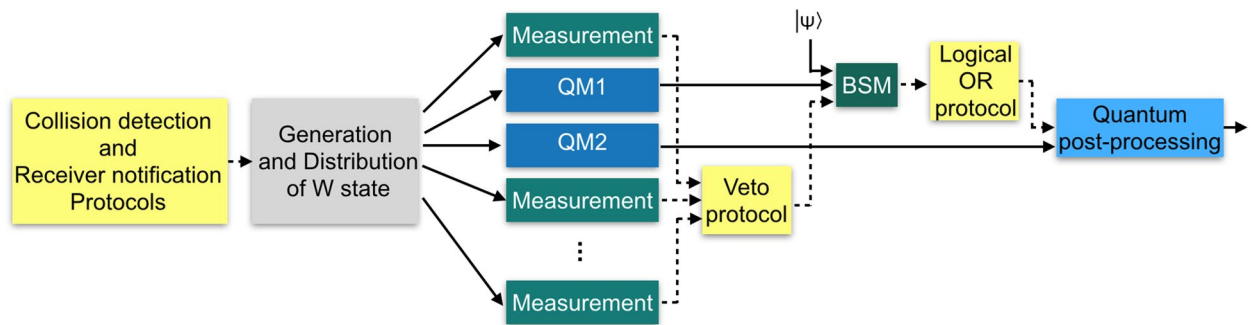 Collision detection
and
Receiver notification
Protocols
Generation
and Distribution
of W state
Measurement
QM1
QM2
Measurement
⋮
Measurement
Veto
protocol
|ψ⟩
BSM
Logical
OR
protocol
Quantum
post-processing